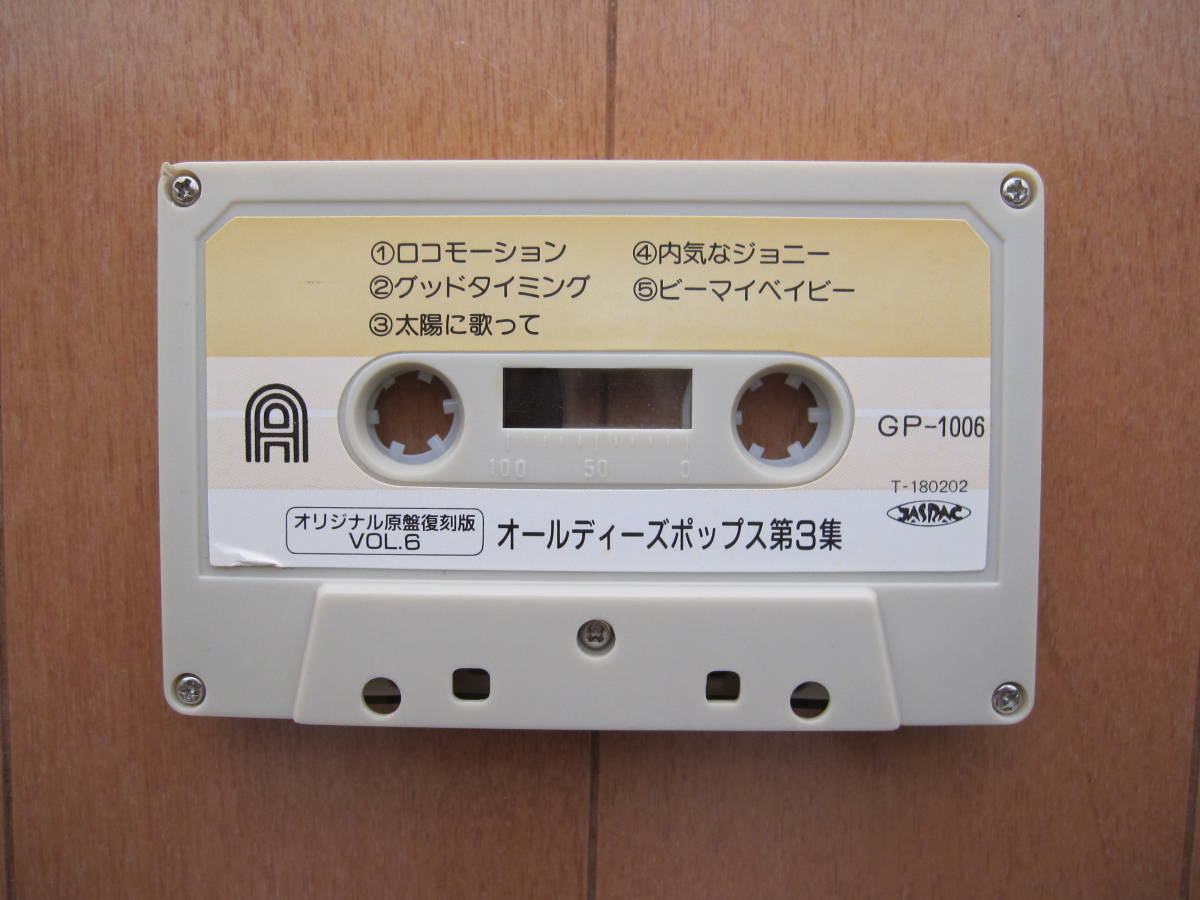 ①ロコモーション
②グッドタイミング
③太陽に歌って
④内気なジョニー
⑤ビーマイベイビー
A
100 50 0
GP-1006
T-180202
JASRAC
オリジナル原盤復刻版
VOL.6
オールディーズポップス第3集